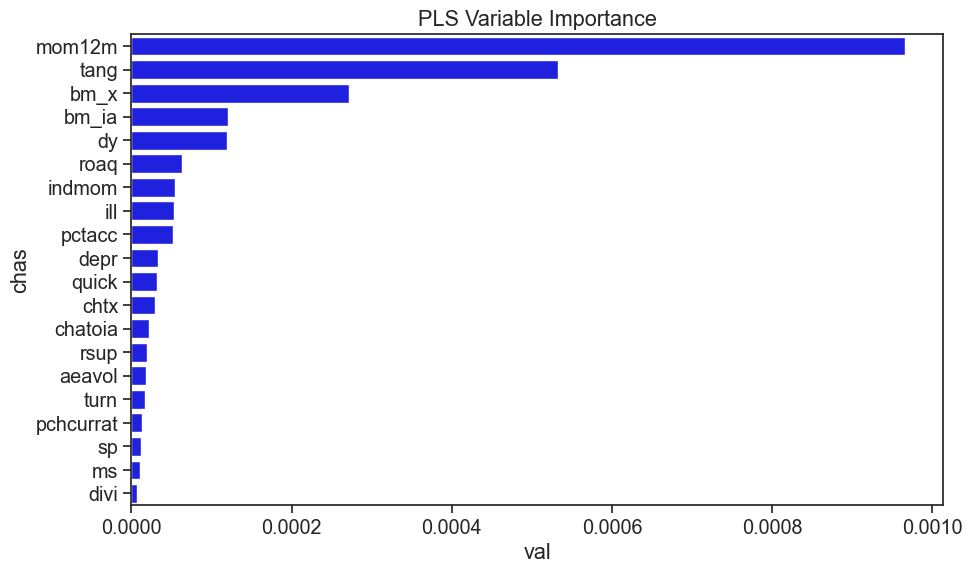 PLS Variable Importance
mom12m
tang
bm_x
bm_ia
dy
roaq
indmom
ill
pctacc
depr
quick
chtx
chatoia
rsup
aeavol
turn
pchcurrat
sp
ms
divi
chas
0.0000 0.0002 0.0004 0.0006 0.0008 0.0010
val